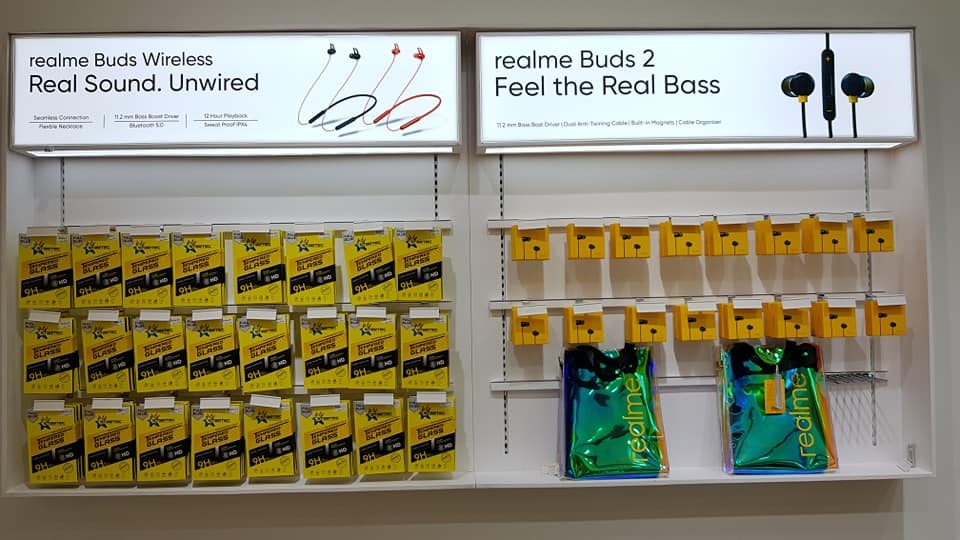 realme Buds Wireless
Real Sound. Unwired
Seamless Connection
Flexible Necklace
11.2 mm Bass Boost Driver
Bluetooth 5.0
12 Hour Playback
Sweat Proof IPX4
realme Buds 2
Feel the Real Bass
11.2 mm Bass Boost Driver | Dual Anti-Twining Cable | Built-in Magnets | Cable Organiser
TEMPERED
GLASS
9H
HD
realme
realme